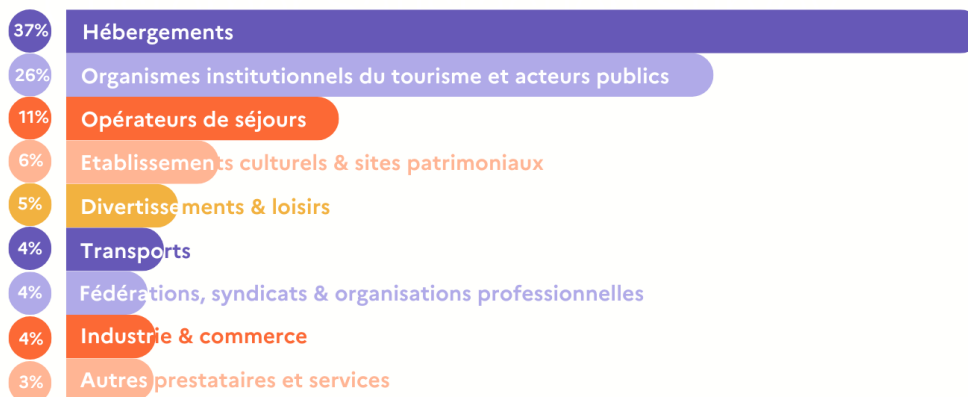 37% Hébergements
26% Organismes institutionnels du tourisme et acteurs publics
11% Opérateurs de séjours
6% Etablissements culturels & sites patrimoniaux
5% Divertissements & loisirs
4% Transports
4% Fédérations, syndicats & organisations professionnelles
4% Industrie & commerce
3% Autres prestataires et services